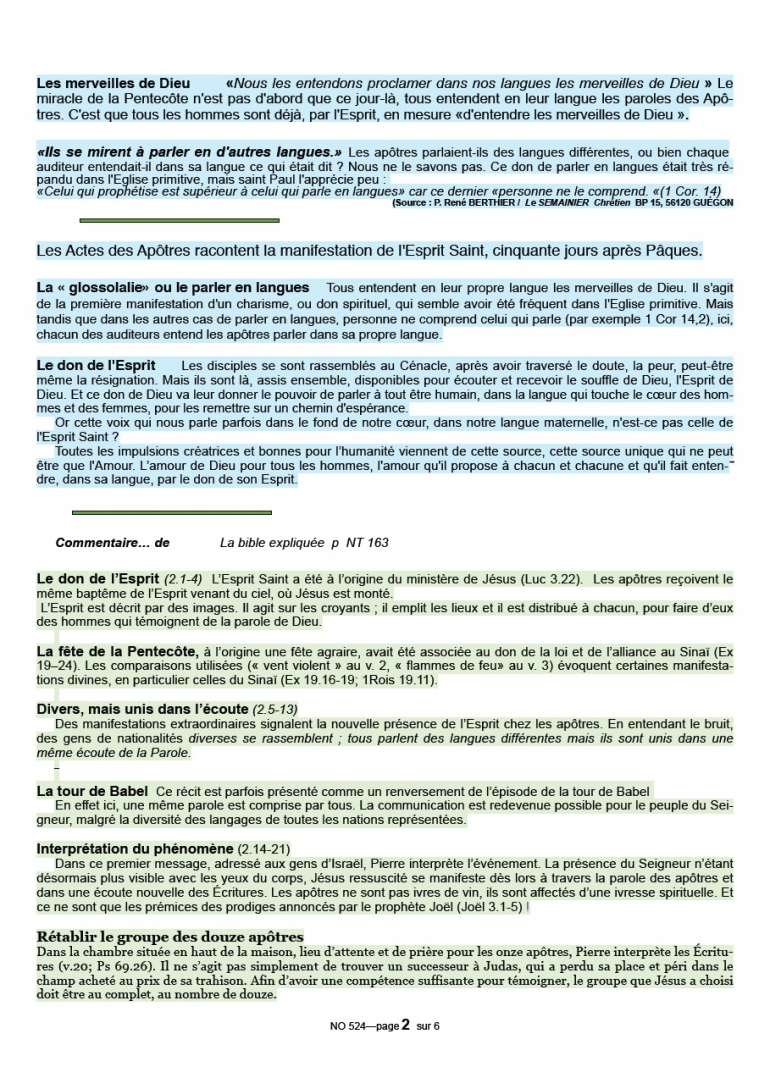 Les merveilles de Dieu «Nous les entendons proclamer dans nos langues les merveilles de Dieu » Le
miracle de la Pentecôte n'est pas d'abord que ce jour-là, tous entendent en leur langue les paroles des Apô-
tres. C'est que tous les hommes sont déjà, par l'Esprit, en mesure «d'entendre les merveilles de Dieu ».
«Ils se mirent à parler en d'autres langues.» Les apôtres parlaient-ils des langues différentes, ou bien chaque
auditeur entendait-il dans sa langue ce qui était dit ? Nous ne le savons pas. Ce don de parler en langues était très ré-
pandu dans l'Eglise primitive, mais saint Paul l'apprécie peu :
«Celui qui prophétise est supérieur à celui qui parle en langues» car ce dernier «personne ne le comprend. «(1 Cor. 14)
(Source : P. René BERTHIER / Le SEMAINIER Chrétien BP 15, 56120 GUÉGON
Les Actes des Apôtres racontent la manifestation de l'Esprit Saint, cinquante jours après Pâques.
La « glossolalie» ou le parler en langues Tous entendent en leur propre langue les merveilles de Dieu. Il s'agit
de la première manifestation d'un charisme, ou don spirituel, qui semble avoir été fréquent dans l'Eglise primitive. Mais
tandis que dans les autres cas de parler en langues, personne ne comprend celui qui parle (par exemple 1 Cor 14,2), ici,
chacun des auditeurs entend les apôtres parler dans sa propre langue.
Le don de l'Esprit Les disciples se sont rassemblés au Cénacle, après avoir traversé le doute, la peur, peut-être
même la résignation. Mais ils sont là, assis ensemble, disponibles pour écouter et recevoir le souffle de Dieu, l'Esprit de
Dieu. Et ce don de Dieu va leur donner le pouvoir de parler à tout être humain, dans la langue qui touche le cœur des hom-
mes et des femmes, pour les remettre sur un chemin d'espérance.
Or cette voix qui nous parle parfois dans le fond de notre cœur, dans notre langue maternelle, n'est-ce pas celle de
l'Esprit Saint ?
Toutes les impulsions créatrices et bonnes pour l'humanité viennent de cette source, cette source unique qui ne peut
être que l'Amour. L'amour de Dieu pour tous les hommes, l'amour qu'il propose à chacun et chacune et qu'il fait enten-
dre, dans sa langue, par le don de son Esprit.
Commentaire… de La bible expliquée p NT 163
Le don de l’Esprit (2.1-4) L’Esprit Saint a été à l’origine du ministère de Jésus (Luc 3.22). Les apôtres reçoivent le
même baptême de l’Esprit venant du ciel, où Jésus est monté.
L’Esprit est décrit par des images. Il agit sur les croyants ; il emplit les lieux et il est distribué à chacun, pour faire d’eux
des hommes qui témoignent de la parole de Dieu.
La fête de la Pentecôte, à l’origine une fête agraire, avait été associée au don de la loi et de l’alliance au Sinaï (Ex
19–24). Les comparaisons utilisées (« vent violent » au v. 2, « flammes de feu» au v. 3) évoquent certaines manifesta-
tions divines, en particulier celles du Sinaï (Ex 19.16-19; 1Rois 19.11).
Divers, mais unis dans l’écoute (2.5-13)
Des manifestations extraordinaires signalent la nouvelle présence de l’Esprit chez les apôtres. En entendant le bruit,
des gens de nationalités diverses se rassemblent ; tous parlent des langues différentes mais ils sont unis dans une
même écoute de la Parole.
La tour de Babel Ce récit est parfois présenté comme un renversement de l’épisode de la tour de Babel
En effet ici, une même parole est comprise par tous. La communication est redevenue possible pour le peuple du Sei-
gneur, malgré la diversité des langages de toutes les nations représentées.
Interprétation du phénomène (2.14-21)
Dans ce premier message, adressé aux gens d’Israël, Pierre interprète l’événement. La présence du Seigneur n’étant
désormais plus visible avec les yeux du corps, Jésus ressuscité se manifeste dès lors à travers la parole des apôtres et
dans une écoute nouvelle des Écritures. Les apôtres ne sont pas ivres de vin, ils sont affectés d’une ivresse spirituelle. Et
ce ne sont que les prémices des prodiges annoncés par le prophète Joël (Joël 3.1-5) !
Rétablir le groupe des douze apôtres
Dans la chambre située en haut de la maison, lieu d’attente et de prière pour les onze apôtres, Pierre interprète les Écritu-
res (v.20; Ps 69.26). Il ne s’agit pas simplement de trouver un successeur à Judas, qui a perdu sa place et péri dans le
champ acheté au prix de sa trahison. Afin d’avoir une compétence suffisante pour témoigner, le groupe que Jésus a choisi
doit être au complet, au nombre de douze.
NO 524—page 2 sur 6